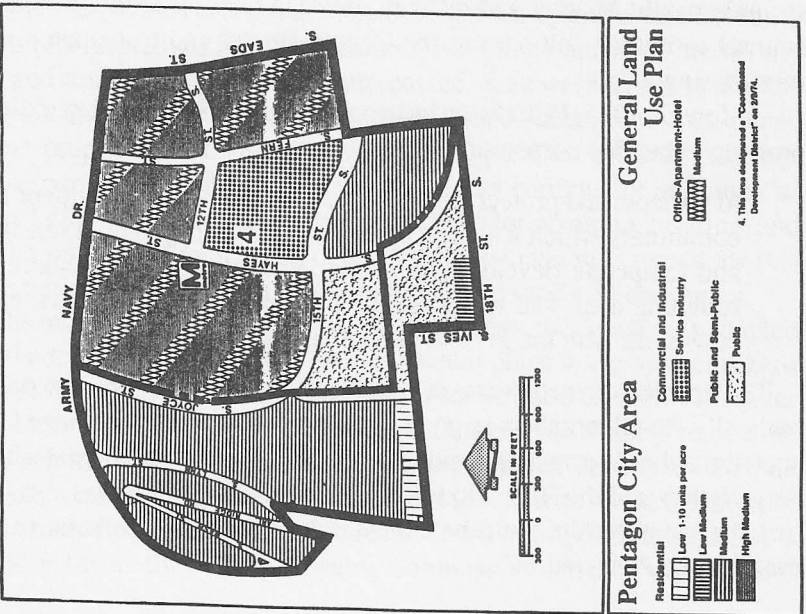 S. EADS ST.
S. FERN ST.
12TH ST. S.
S. HAYES ST.
15TH ST. S.
ARMY NAVY DR.
S. JOYCE ST.
S. IVES ST.
18TH ST. S.
M
4
300 0 300 600 900 1200
SCALE IN FEET
Pentagon City Area
General Land
Use Plan
Residential
Low 1-10 units per acre
Low Medium
Medium
High Medium
Commercial and Industrial
Service Industry
Public and Semi-Public
Public
Office-Apartment-Hotel
Medium
This area designated a "Coordinated
Development District" on 2/9/74.